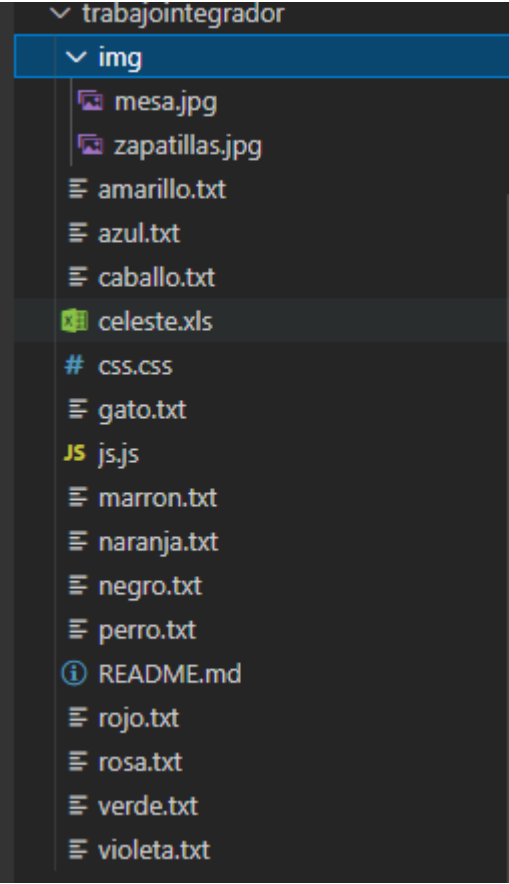 trabajointegrador
img
mesa.jpg
zapatillas.jpg
amarillo.txt
azul.txt
caballo.txt
celeste.xls
# css.css
gato.txt
JS js.js
marron.txt
naranja.txt
negro.txt
perro.txt
README.md
rojo.txt
rosa.txt
verde.txt
violeta.txt